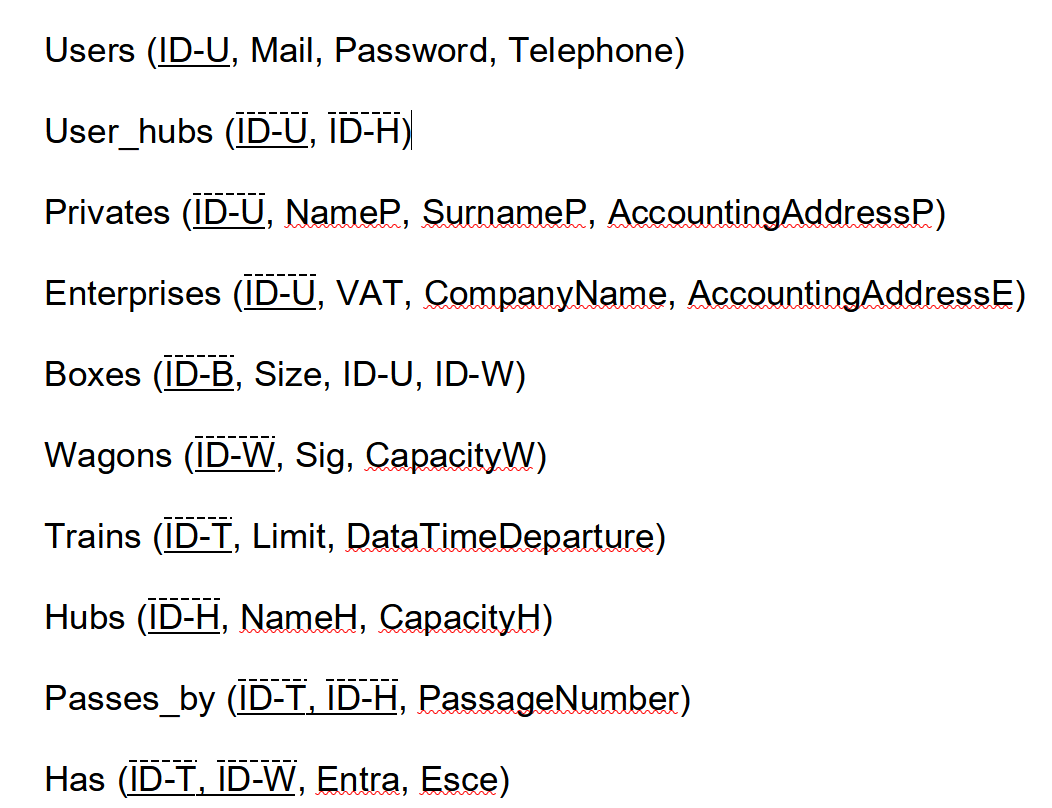 Users (ID-U, Mail, Password, Telephone)
User_hubs (ID-U, ID-H)
Privates (ID-U, NameP, SurnameP, AccountingAddressP)
Enterprises (ID-U, VAT, CompanyName, AccountingAddressE)
Boxes (ID-B, Size, ID-U, ID-W)
Wagons (ID-W, Sig, CapacityW)
Trains (ID-T, Limit, DataTimeDeparture)
Hubs (ID-H, NameH, CapacityH)
Passes_by (ID-T, ID-H, PassageNumber)
Has (ID-T, ID-W, Entra, Esce)